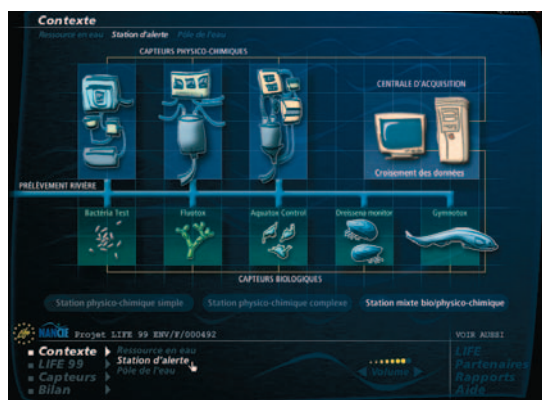 Contexte
Ressource en eau Station d'alerte Pôle de l'eau
CAPTEURS PHYSICO-CHIMIQUES
CENTRALE D'ACQUISITION
Croisement des données
PRÉLÈVEMENT RIVIÈRE
Bacteria Test Fluotox Aquatox Control Dreissena monitor Gymnotox
CAPTEURS BIOLOGIQUES
Station physico-chimique simple Station physico-chimique complexe Station mixte bio/physico-chimique
NANCIE Projet LIFE 99 ENV/F/000492 VOIR AUSSI
Contexte Ressource en eau LIFE
LIFE 99 Station d'alerte Volume Partenaires
Capteurs Pôle de l'eau Rapports
Bilan Aide